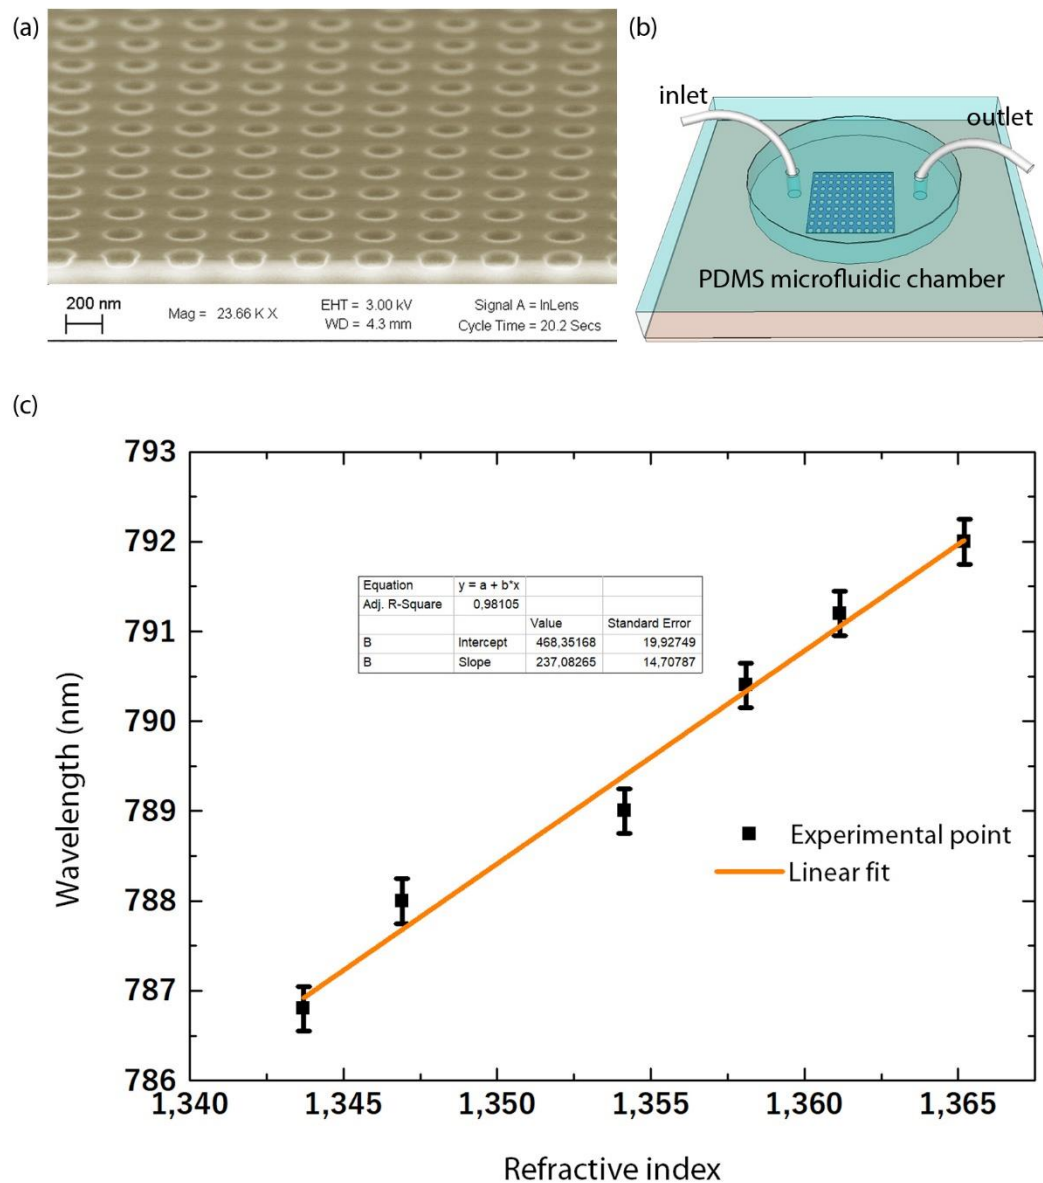 (a)
200 nm
Mag = 23.66 K X
EHT = 3.00 kV
WD = 4.3 mm
Signal A = InLens
Cycle Time = 20.2 Secs
(b)
inlet
outlet
PDMS microfluidic chamber
(c)
793
792
791
790
789
788
787
786
Wavelength (nm)
Equation y = a + b*x
Adj. R-Square 0,98105
Value Standard Error
B Intercept 468,35168 19,92749
B Slope 237,08265 14,70787
Experimental point
Linear fit
1,340 1,345 1,350 1,355 1,360 1,365
Refractive index